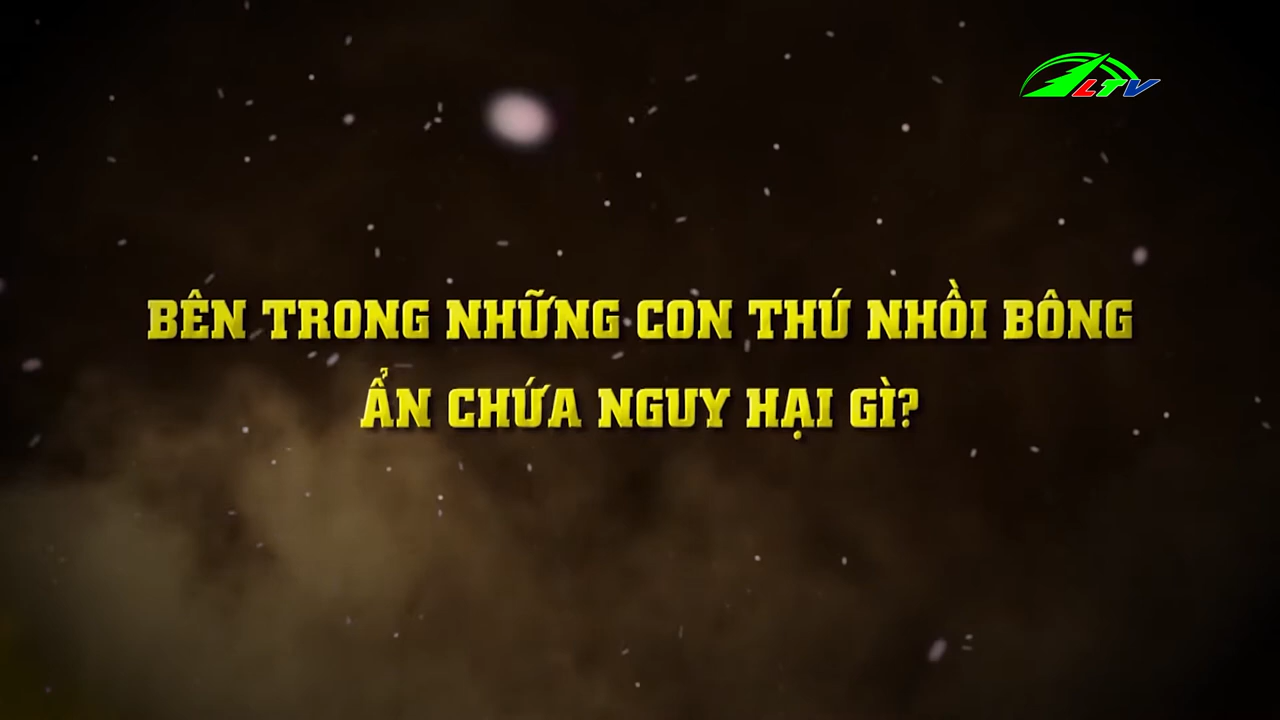 LTV
BÊN TRONG NHỮNG CON THÚ NHỒI BÔNG
ẨN CHỨA NGUY HẠI GÌ?